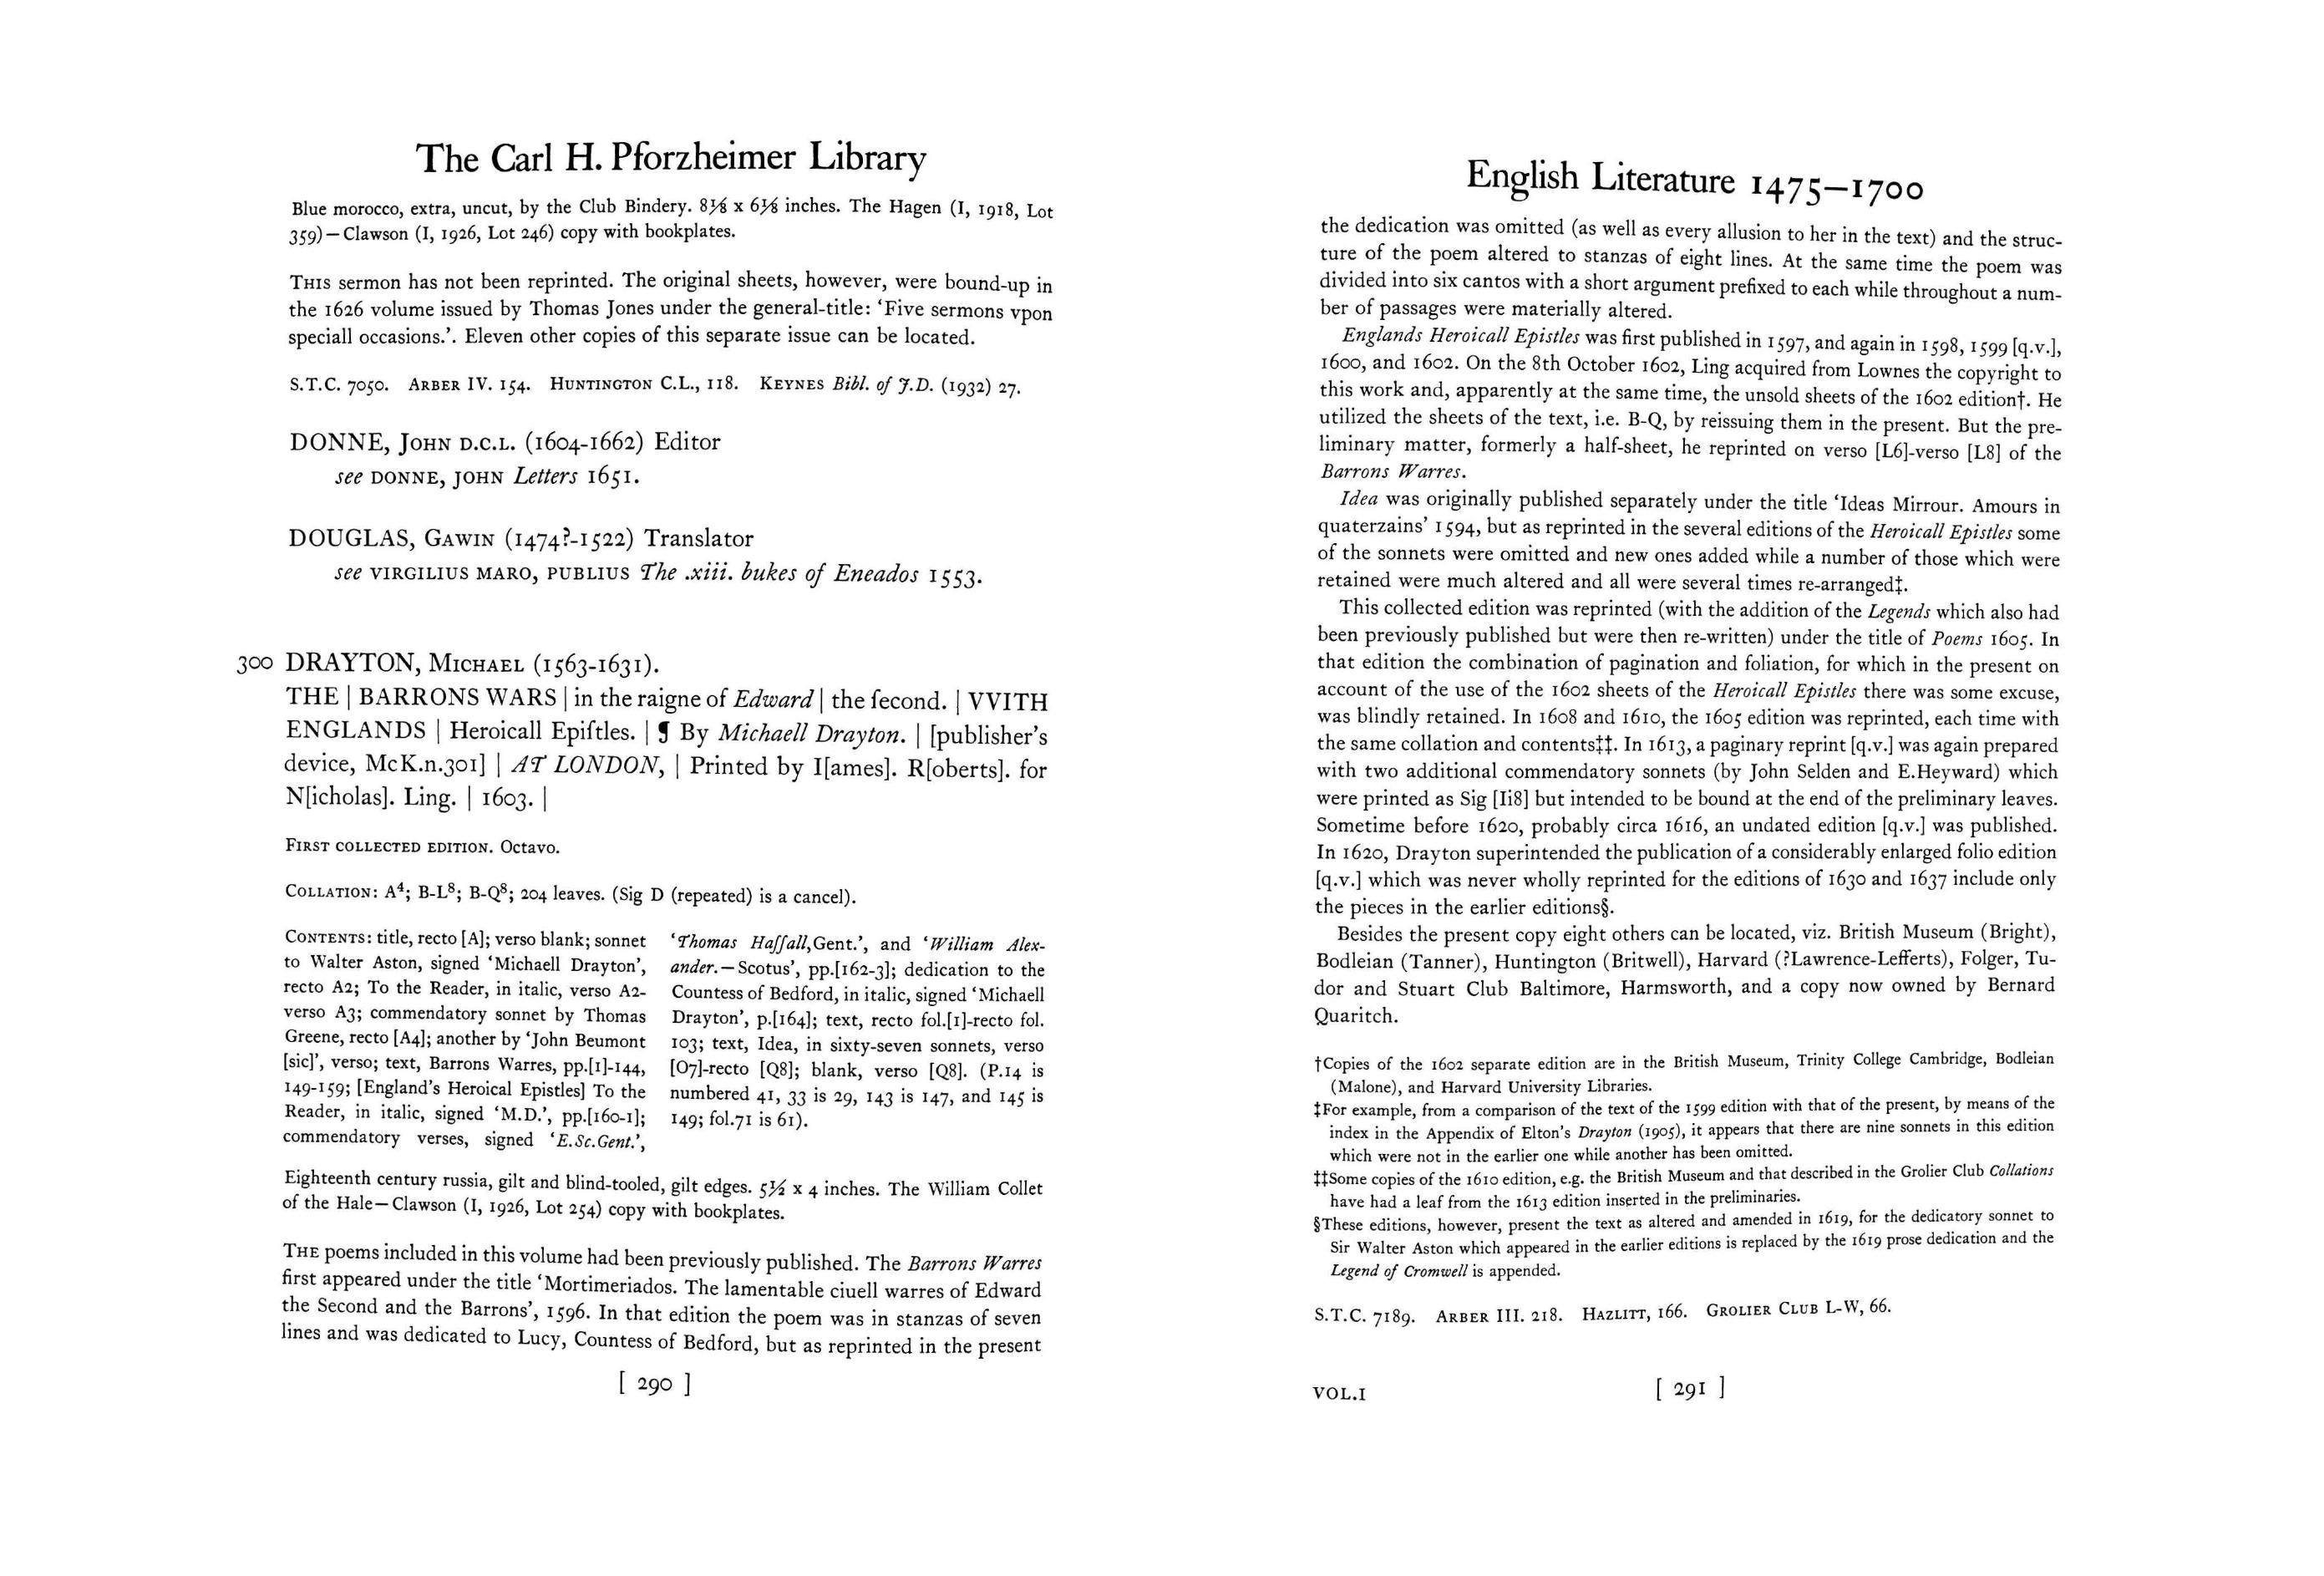 The Carl H. Pforzheimer Library
Blue morocco, extra, uncut, by the Club Bindery. 8⅛ x 6⅛ inches. The Hagen (I, 1918, Lot
359)—Clawson (I, 1926, Lot 246) copy with bookplates.
THIS sermon has not been reprinted. The original sheets, however, were bound-up in
the 1626 volume issued by Thomas Jones under the general-title: ‘Five sermons vpon
speciall occasions.’. Eleven other copies of this separate issue can be located.
S.T.C. 7050. ARBER IV. 154. HUNTINGTON C.L., 118. KEYNES Bibl. of J.D. (1932) 27.
DONNE, JOHN D.C.L. (1604-1662) Editor
see DONNE, JOHN Letters 1651.
DOUGLAS, GAWIN (1474?-1522) Translator
see VIRGILIUS MARO, PUBLIUS The .xiii. bukes of Eneados 1553.
300 DRAYTON, MICHAEL (1563-1631).
THE | BARRONS WARS | in the raigne of Edward | the ſecond. | VVITH
ENGLANDS | Heroicall Epiſtles. | ¶ By Michaell Drayton. | [publisher’s
device, McK.n.301] | AT LONDON, | Printed by I[ames]. R[oberts]. for
N[icholas]. Ling. | 1603. |
FIRST COLLECTED EDITION. Octavo.
COLLATION: A⁴; B-L⁸; B-Q⁸; 204 leaves. (Sig D (repeated) is a cancel).
CONTENTS: title, recto [A]; verso blank; sonnet
to Walter Aston, signed ‘Michaell Drayton’,
recto A2; To the Reader, in italic, verso A2-
verso A3; commendatory sonnet by Thomas
Greene, recto [A4]; another by ‘John Beumont
[sic]’, verso; text, Barrons Warres, pp.[1]-144,
149-159; [England’s Heroical Epistles] To the
Reader, in italic, signed ‘M.D.’, pp.[160-1];
commendatory verses, signed ‘E.Sc.Gent.’,
‘Thomas Haſſall,Gent.’, and ‘William Alex-
ander.—Scotus’, pp.[162-3]; dedication to the
Countess of Bedford, in italic, signed ‘Michaell
Drayton’, p.[164]; text, recto fol.[1]-recto fol.
103; text, Idea, in sixty-seven sonnets, verso
[O7]-recto [Q8]; blank, verso [Q8]. (P.14 is
numbered 41, 33 is 29, 143 is 147, and 145 is
149; fol.71 is 61).
Eighteenth century russia, gilt and blind-tooled, gilt edges. 5½ x 4 inches. The William Collet
of the Hale—Clawson (I, 1926, Lot 254) copy with bookplates.
THE poems included in this volume had been previously published. The Barrons Warres
first appeared under the title ‘Mortimeriados. The lamentable ciuell warres of Edward
the Second and the Barrons’, 1596. In that edition the poem was in stanzas of seven
lines and was dedicated to Lucy, Countess of Bedford, but as reprinted in the present
[ 290 ]
English Literature 1475—1700
the dedication was omitted (as well as every allusion to her in the text) and the struc-
ture of the poem altered to stanzas of eight lines. At the same time the poem was
divided into six cantos with a short argument prefixed to each while throughout a num-
ber of passages were materially altered.
Englands Heroicall Epistles was first published in 1597, and again in 1598, 1599 [q.v.],
1600, and 1602. On the 8th October 1602, Ling acquired from Lownes the copyright to
this work and, apparently at the same time, the unsold sheets of the 1602 edition†. He
utilized the sheets of the text, i.e. B-Q, by reissuing them in the present. But the pre-
liminary matter, formerly a half-sheet, he reprinted on verso [L6]-verso [L8] of the
Barrons Warres.
Idea was originally published separately under the title ‘Ideas Mirrour. Amours in
quaterzains’ 1594, but as reprinted in the several editions of the Heroicall Epistles some
of the sonnets were omitted and new ones added while a number of those which were
retained were much altered and all were several times re-arranged‡.
This collected edition was reprinted (with the addition of the Legends which also had
been previously published but were then re-written) under the title of Poems 1605. In
that edition the combination of pagination and foliation, for which in the present on
account of the use of the 1602 sheets of the Heroicall Epistles there was some excuse,
was blindly retained. In 1608 and 1610, the 1605 edition was reprinted, each time with
the same collation and contents‡‡. In 1613, a paginary reprint [q.v.] was again prepared
with two additional commendatory sonnets (by John Selden and E.Heyward) which
were printed as Sig [Ii8] but intended to be bound at the end of the preliminary leaves.
Sometime before 1620, probably circa 1616, an undated edition [q.v.] was published.
In 1620, Drayton superintended the publication of a considerably enlarged folio edition
[q.v.] which was never wholly reprinted for the editions of 1630 and 1637 include only
the pieces in the earlier editions§.
Besides the present copy eight others can be located, viz. British Museum (Bright),
Bodleian (Tanner), Huntington (Britwell), Harvard (?Lawrence-Lefferts), Folger, Tu-
dor and Stuart Club Baltimore, Harmsworth, and a copy now owned by Bernard
Quaritch.
†Copies of the 1602 separate edition are in the British Museum, Trinity College Cambridge, Bodleian
(Malone), and Harvard University Libraries.
‡For example, from a comparison of the text of the 1599 edition with that of the present, by means of the
index in the Appendix of Elton’s Drayton (1905), it appears that there are nine sonnets in this edition
which were not in the earlier one while another has been omitted.
‡‡Some copies of the 1610 edition, e.g. the British Museum and that described in the Grolier Club Collations
have had a leaf from the 1613 edition inserted in the preliminaries.
§These editions, however, present the text as altered and amended in 1619, for the dedicatory sonnet to
Sir Walter Aston which appeared in the earlier editions is replaced by the 1619 prose dedication and the
Legend of Cromwell is appended.
S.T.C. 7189. ARBER III. 218. HAZLITT, 166. GROLIER CLUB L-W, 66.
VOL.I
[ 291 ]